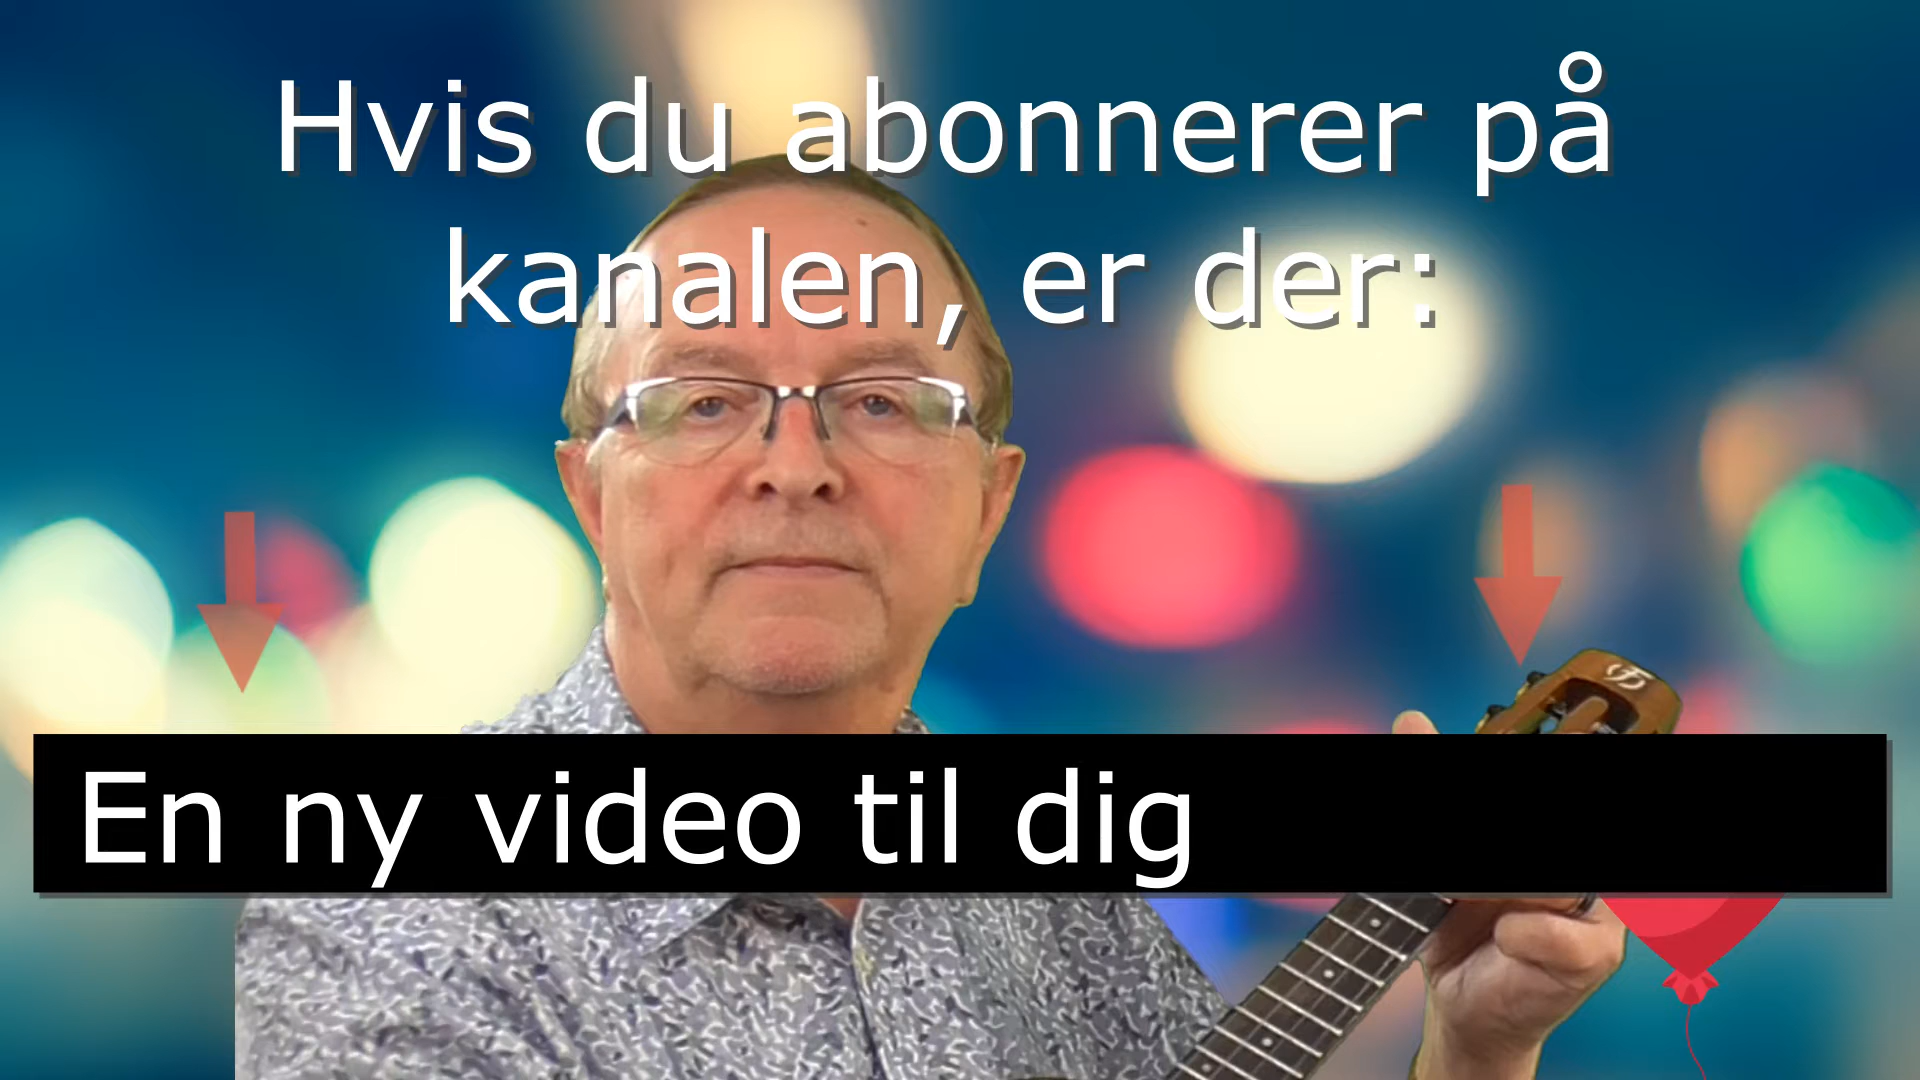 Hvis du abonnerer på
kanalen, er der:
En ny video til dig